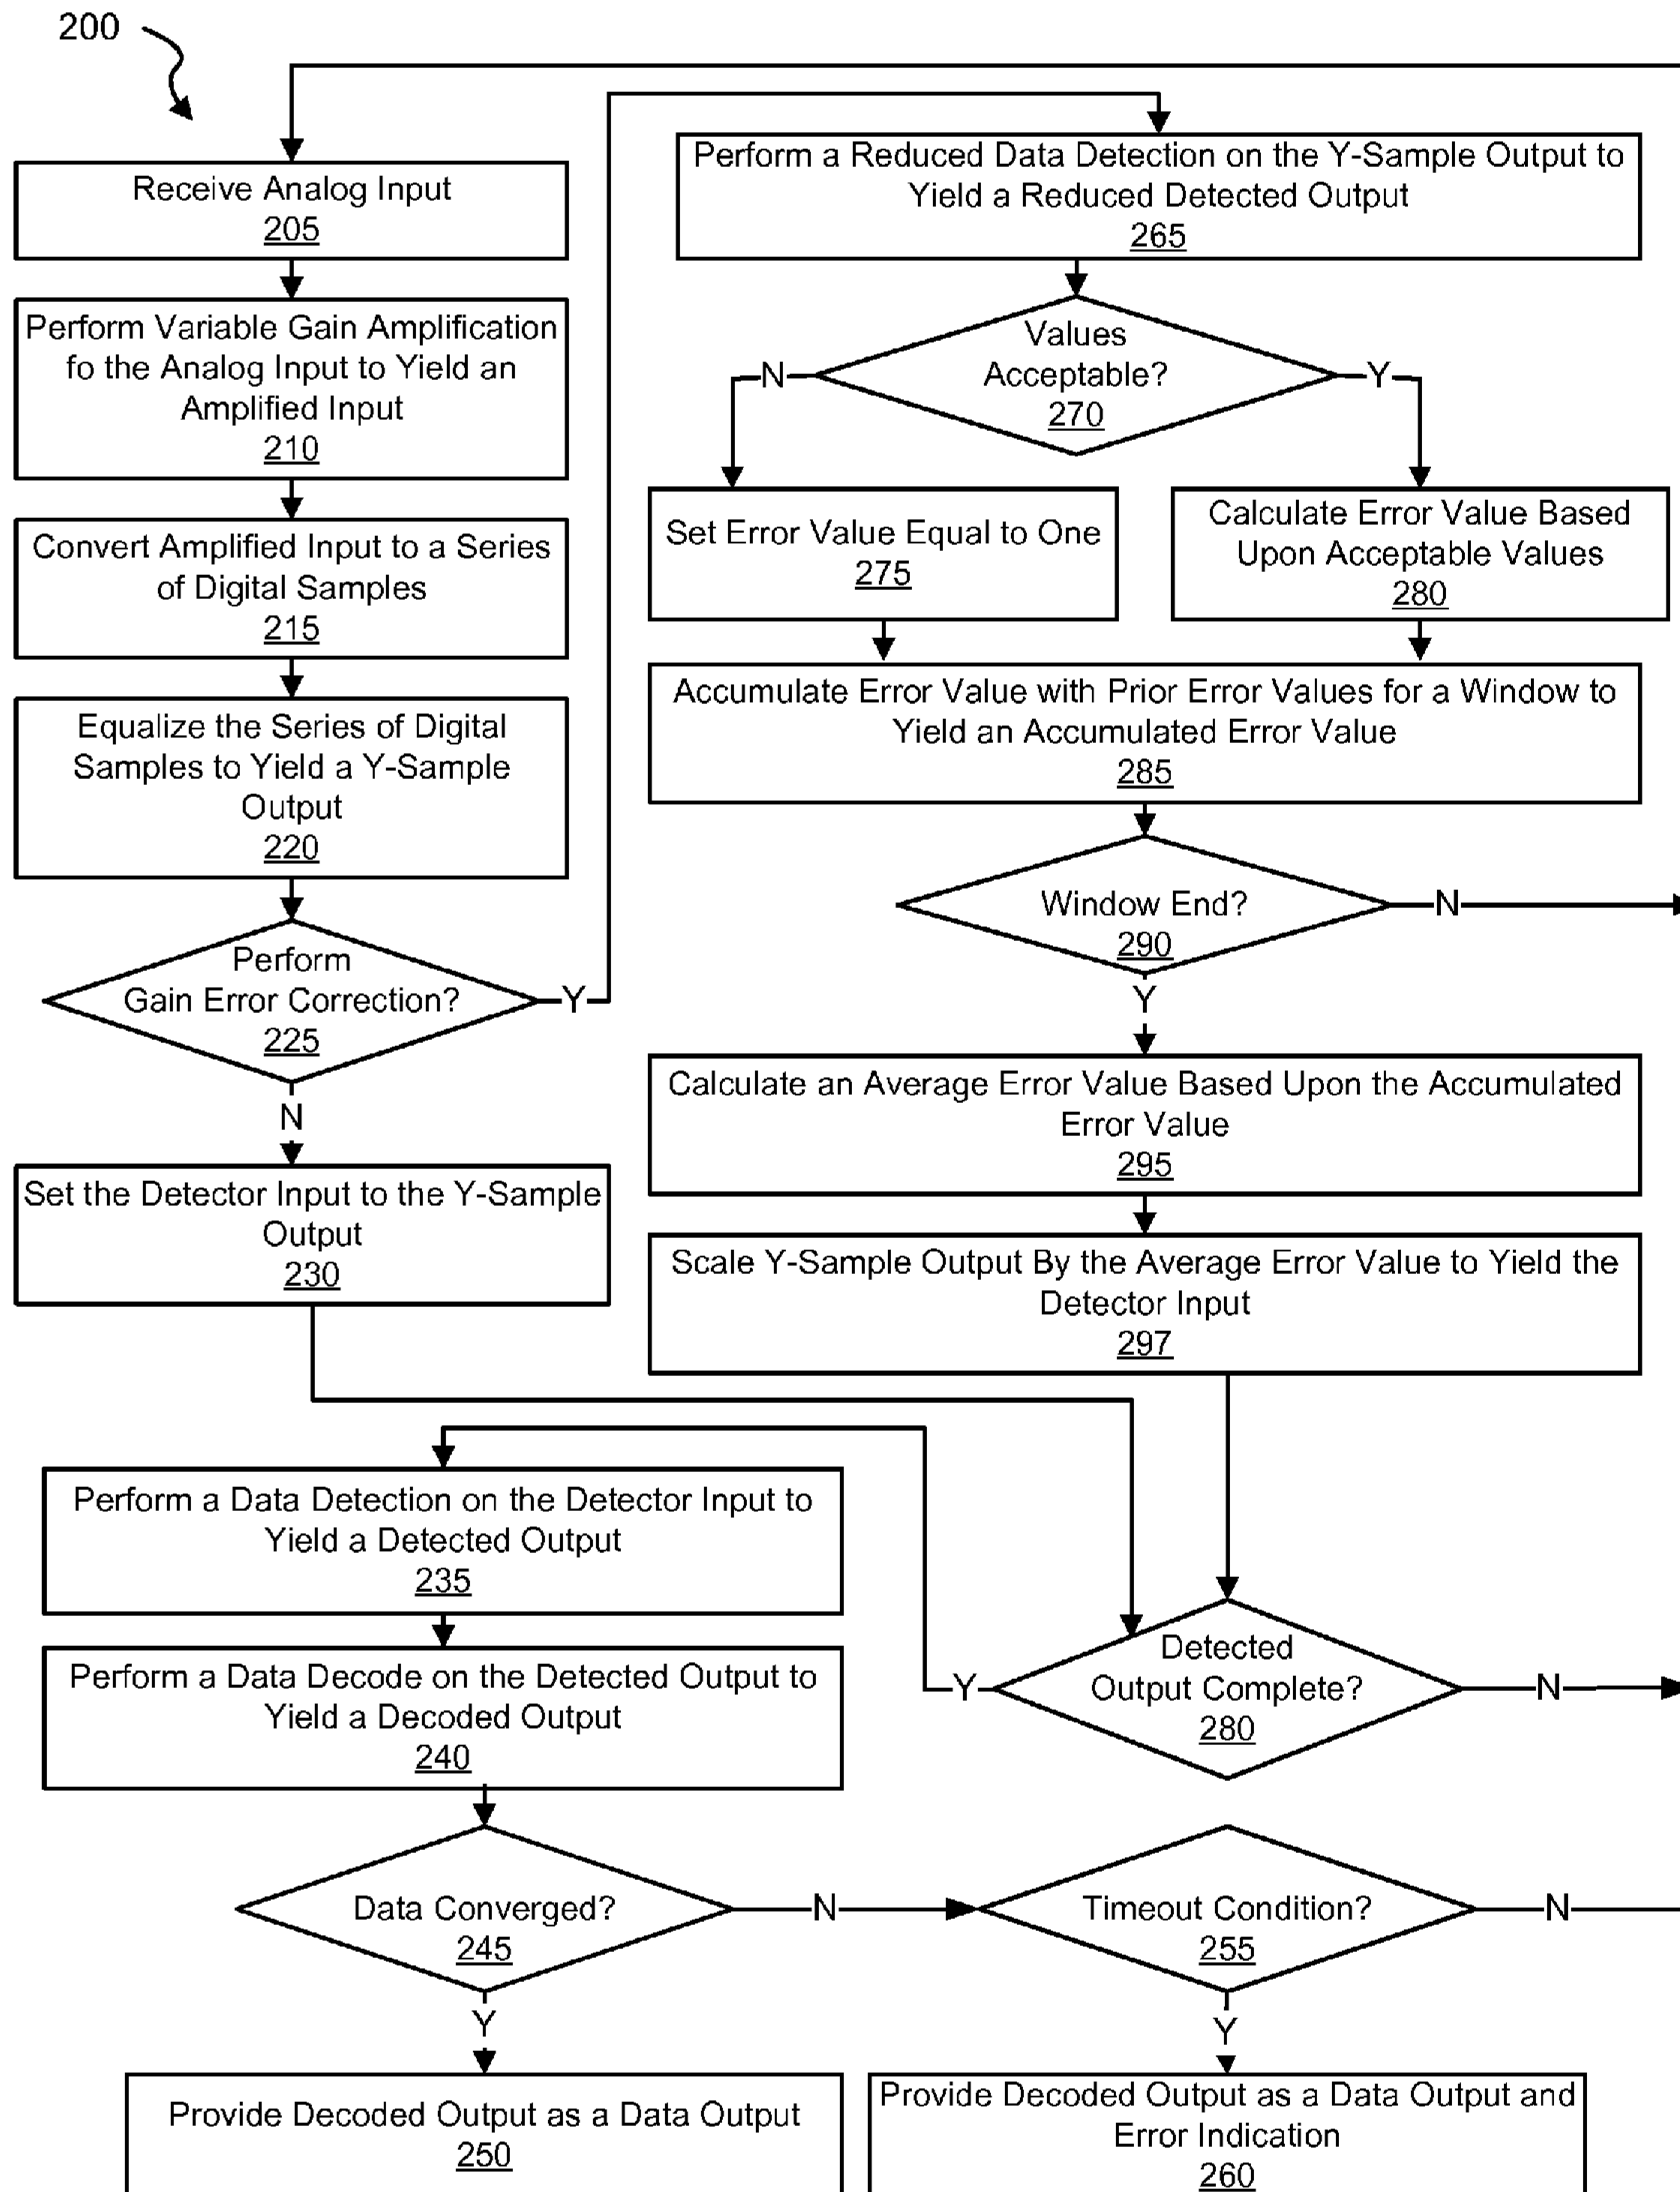 200
Receive Analog Input
205
Perform Variable Gain Amplification
fo the Analog Input to Yield an
Amplified Input
210
Convert Amplified Input to a Series
of Digital Samples
215
Equalize the Series of Digital
Samples to Yield a Y-Sample
Output
220
Perform
Gain Error Correction?
225
Y
N
Set the Detector Input to the Y-Sample
Output
230
Perform a Reduced Data Detection on the Y-Sample Output to
Yield a Reduced Detected Output
265
Values
Acceptable?
270
N
Y
Set Error Value Equal to One
275
Calculate Error Value Based
Upon Acceptable Values
280
Accumulate Error Value with Prior Error Values for a Window to
Yield an Accumulated Error Value
285
Window End?
290
N
Y
Calculate an Average Error Value Based Upon the Accumulated
Error Value
295
Scale Y-Sample Output By the Average Error Value to Yield the
Detector Input
297
Detected
Output Complete?
280
Y
N
Perform a Data Detection on the Detector Input to
Yield a Detected Output
235
Perform a Data Decode on the Detected Output to
Yield a Decoded Output
240
Data Converged?
245
N
Y
Timeout Condition?
255
N
Y
Provide Decoded Output as a Data Output
250
Provide Decoded Output as a Data Output and
Error Indication
260